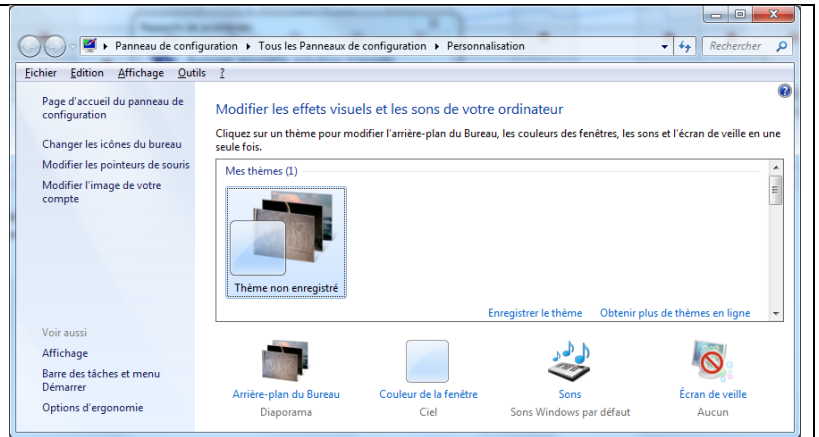 Panneau de configuration ▸ Tous les Panneaux de configuration ▸ Personnalisation
Rechercher
Fichier Edition Affichage Outils ?
Page d'accueil du panneau de
configuration
Changer les icônes du bureau
Modifier les pointeurs de souris
Modifier l'image de votre
compte
Voir aussi
Affichage
Barre des tâches et menu
Démarrer
Options d'ergonomie
Modifier les effets visuels et les sons de votre ordinateur
Cliquez sur un thème pour modifier l'arrière-plan du Bureau, les couleurs des fenêtres, les sons et l'écran de veille en une
seule fois.
Mes thèmes (1)
Thème non enregistré
Enregistrer le thème Obtenir plus de thèmes en ligne
Arrière-plan du Bureau
Diaporama
Couleur de la fenêtre
Ciel
Sons
Sons Windows par défaut
Écran de veille
Aucun